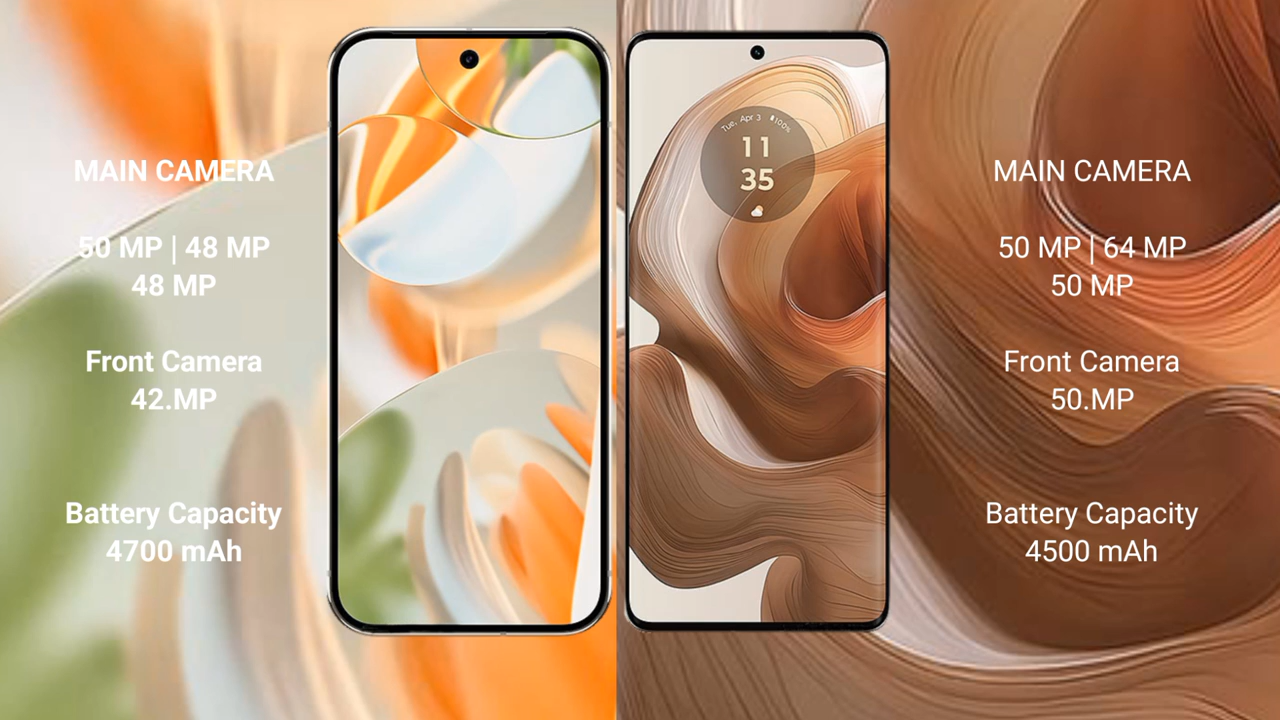 MAIN CAMERA
50 MP | 48 MP
48 MP
Front Camera
42.MP
Battery Capacity
4700 mAh
Tue, Apr 3 100%
11
35
MAIN CAMERA
50 MP | 64 MP
50 MP
Front Camera
50.MP
Battery Capacity
4500 mAh